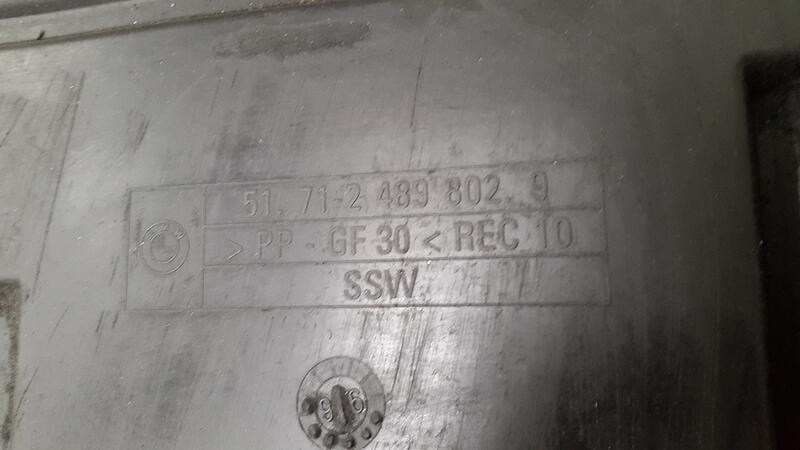 51. 71-2 489 802. 9
> PP - GF 30 < REC 10
SSW
96